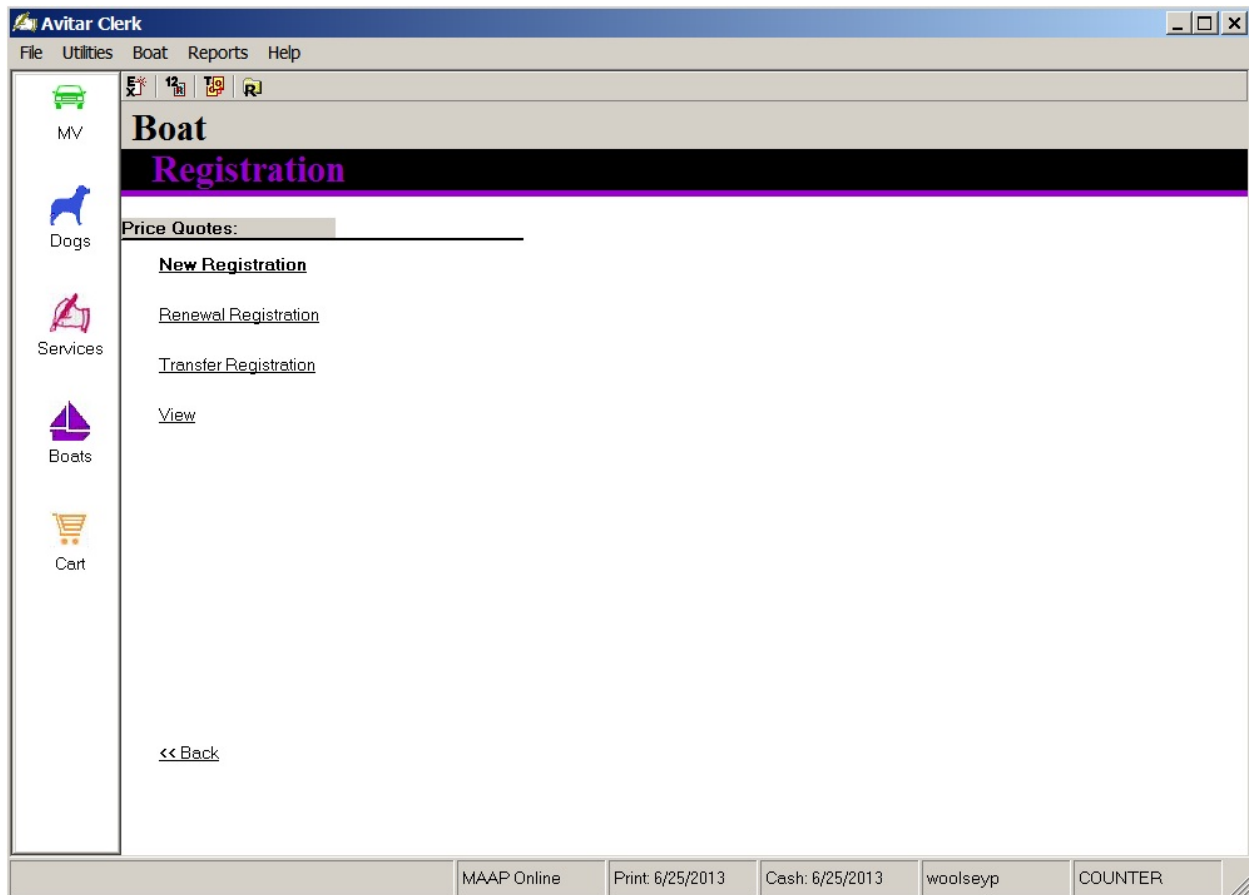 Avitar Clerk
File Utilities Boat Reports Help
MV
Dogs
Services
Boats
Cart
Boat
Registration
Price Quotes:
New Registration
Renewal Registration
Transfer Registration
View
<< Back
MAAP Online Print: 6/25/2013 Cash: 6/25/2013 woolseyp COUNTER